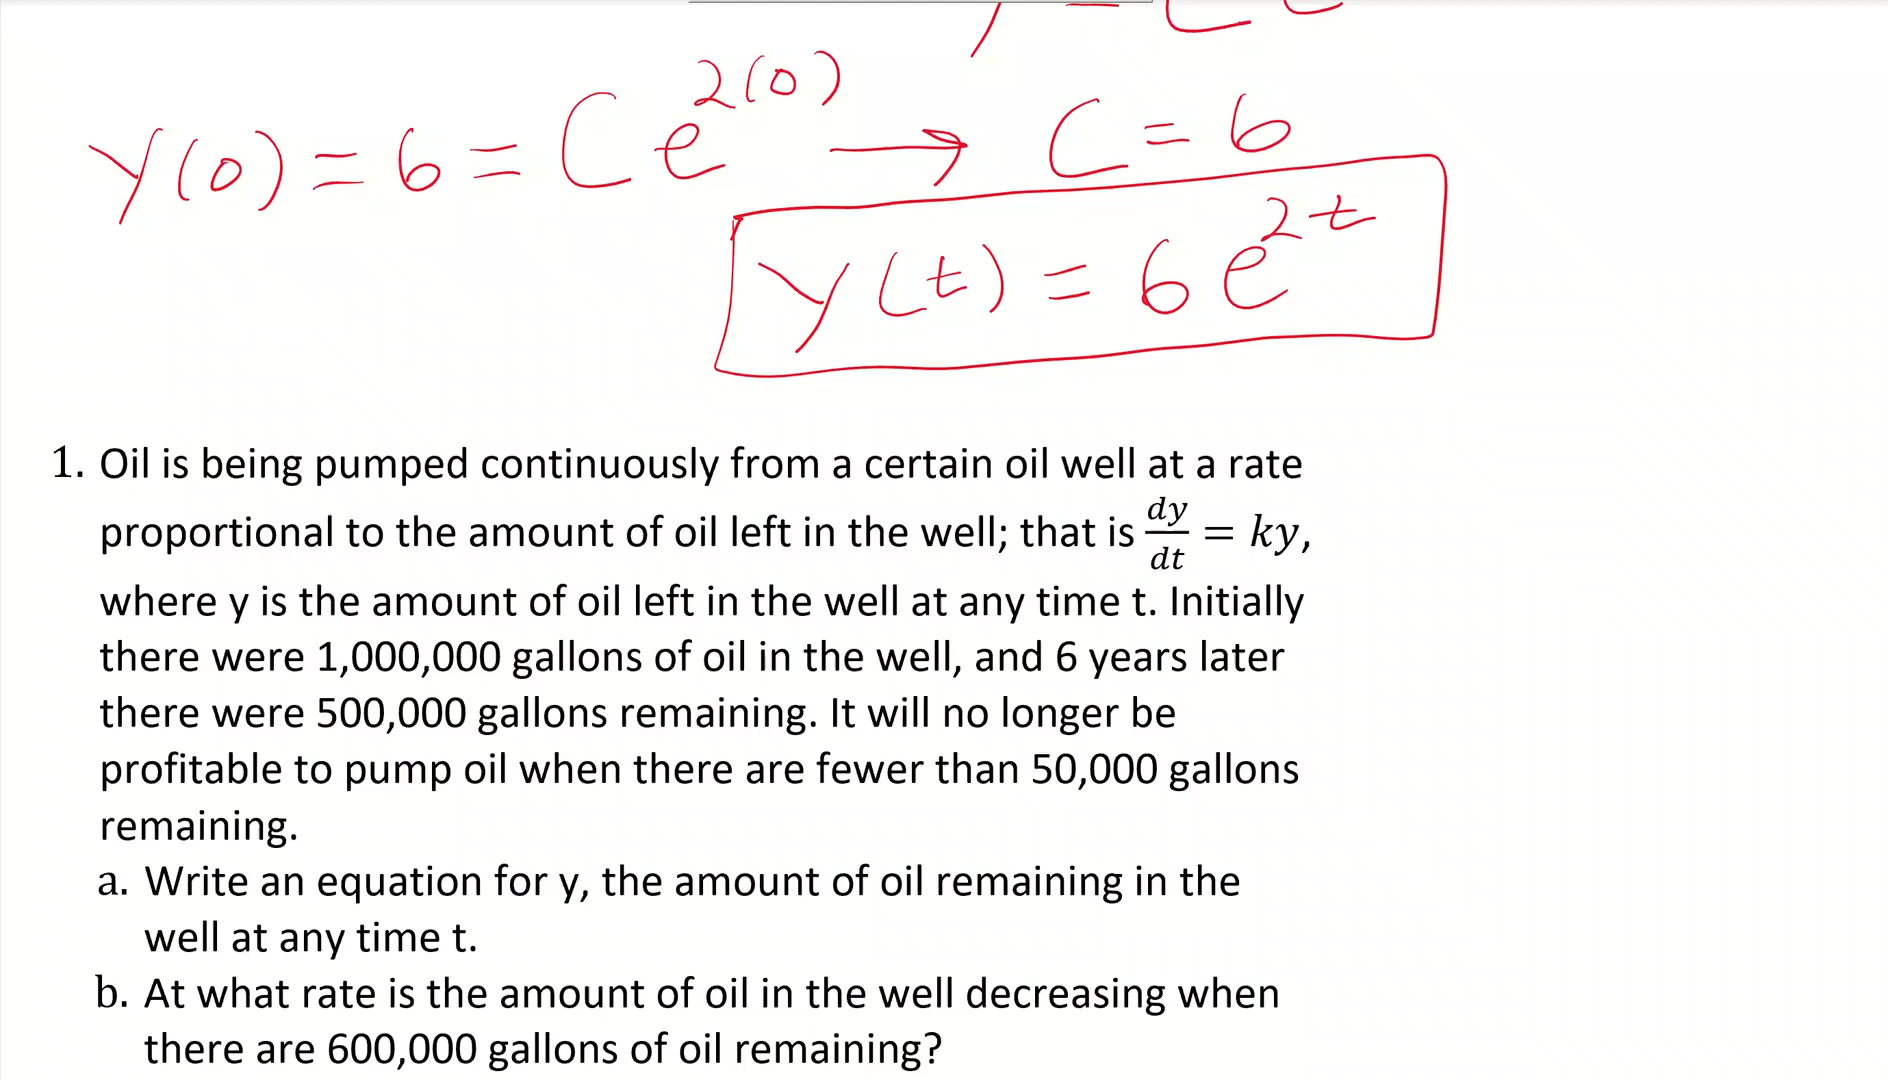 y(0) = 6 = C e^{2(0)} → C = 6
y(t) = 6 e^{2t}
1. Oil is being pumped continuously from a certain oil well at a rate
proportional to the amount of oil left in the well; that is dy/dt = ky,
where y is the amount of oil left in the well at any time t. Initially
there were 1,000,000 gallons of oil in the well, and 6 years later
there were 500,000 gallons remaining. It will no longer be
profitable to pump oil when there are fewer than 50,000 gallons
remaining.
a. Write an equation for y, the amount of oil remaining in the
well at any time t.
b. At what rate is the amount of oil in the well decreasing when
there are 600,000 gallons of oil remaining?